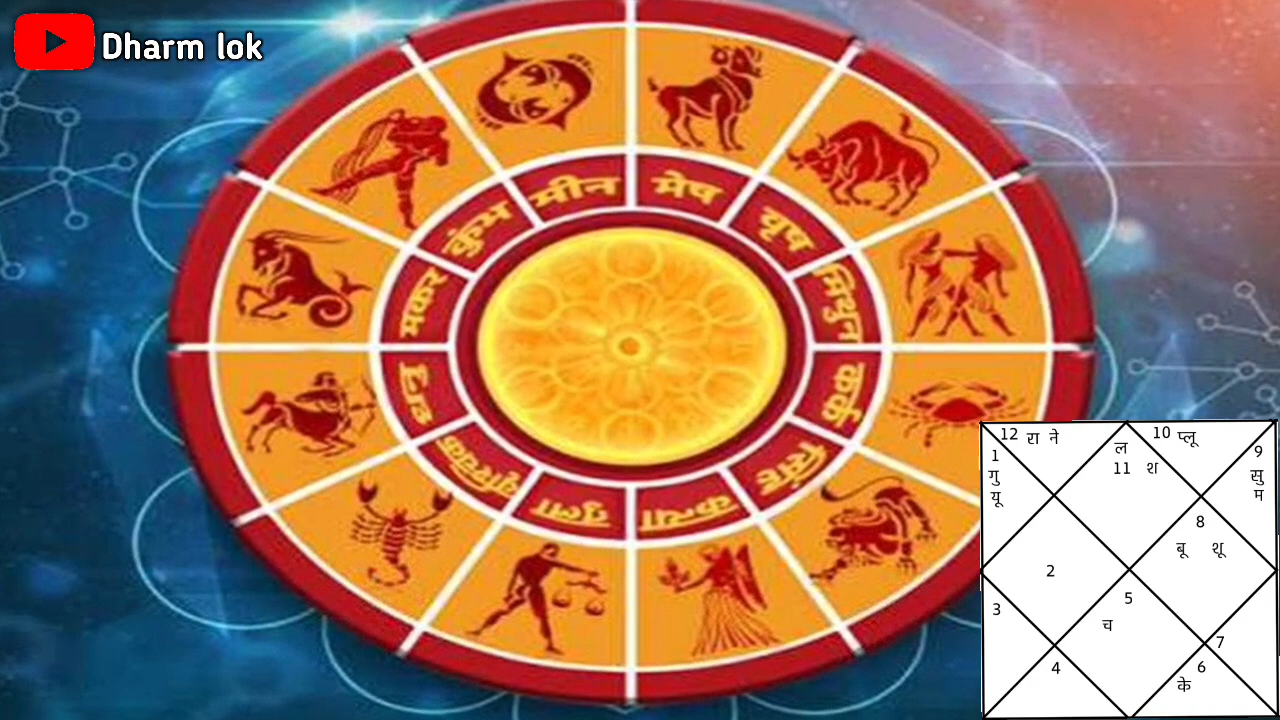 Dharm lok
मीन
मेष
वृष
मिथुन
कर्क
सिंह
कन्या
तुला
वृश्चिक
धनु
मकर
कुंभ
12 रा ने
ल
11 श
10 प्लू
1
गु
यू
9
सु
म
8
बू शू
2
3
5
च
7
4
6
के